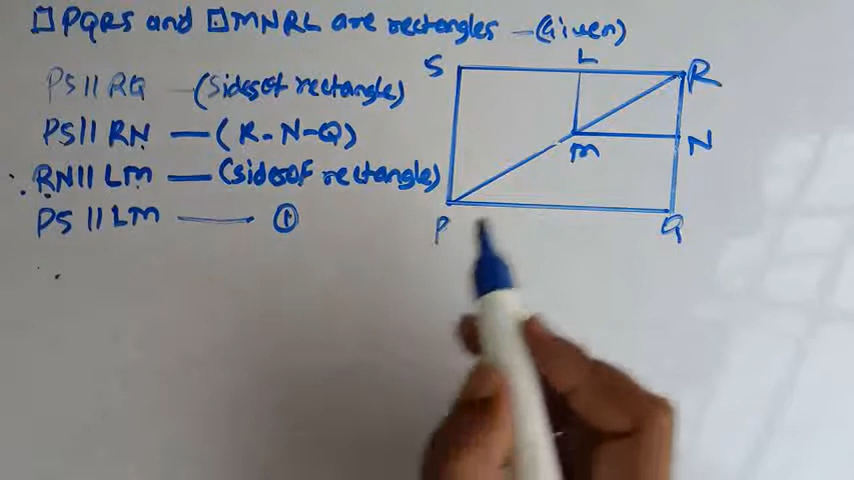 □PQRS and □MNRL are rectangles - (Given)
PS || RQ - (Sides of rectangle)
PS || RN - (R-N-Q)
RN || LM - (Sides of rectangle)
∴ PS || LM - ①
S L R
M N
P Q